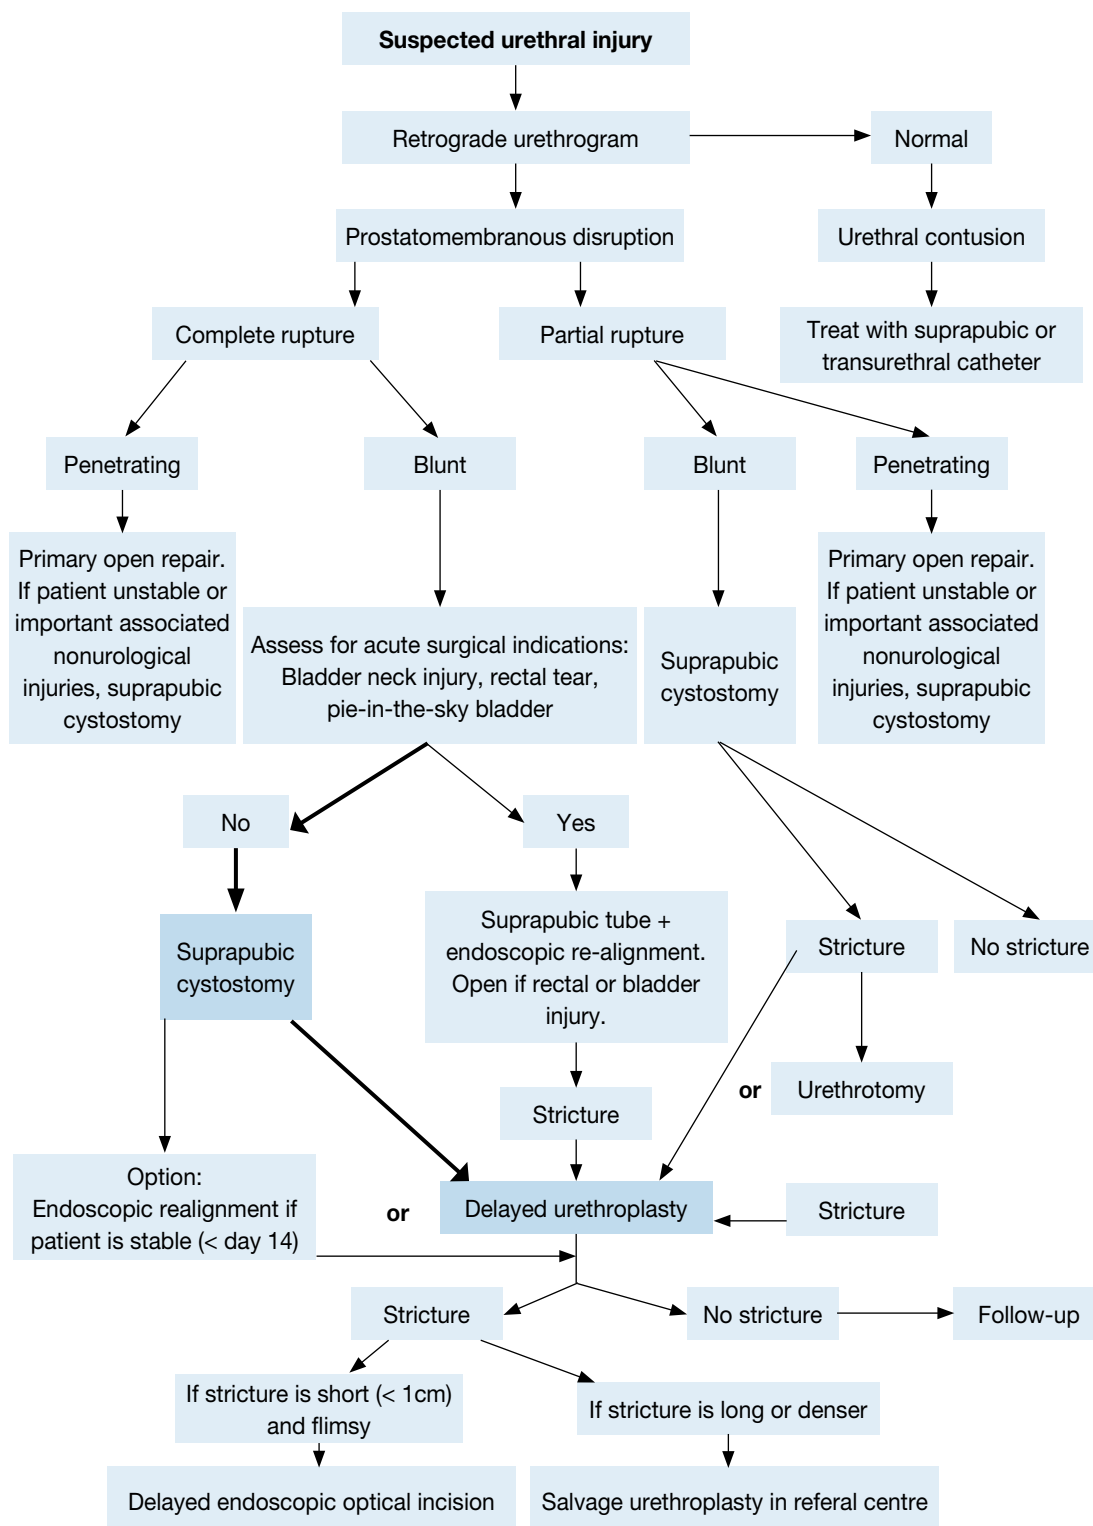 Suspected urethral injury
Retrograde urethrogram
Normal
Prostatomembranous disruption
Urethral contusion
Complete rupture
Partial rupture
Treat with suprapubic or
transurethral catheter
Penetrating
Blunt
Blunt
Penetrating
Primary open repair.
If patient unstable or
important associated
nonurological
injuries, suprapubic
cystostomy
Assess for acute surgical indications:
Bladder neck injury, rectal tear,
pie-in-the-sky bladder
Suprapubic
cystostomy
Primary open repair.
If patient unstable or
important associated
nonurological
injuries, suprapubic
cystostomy
No
Yes
Suprapubic
cystostomy
Suprapubic tube +
endoscopic re-alignment.
Open if rectal or bladder
injury.
Stricture
No stricture
or
Urethrotomy
Stricture
Option:
Endoscopic realignment if
patient is stable (< day 14)
or
Delayed urethroplasty
Stricture
Stricture
No stricture
Follow-up
If stricture is short (< 1cm)
and flimsy
If stricture is long or denser
Delayed endoscopic optical incision
Salvage urethroplasty in referal centre